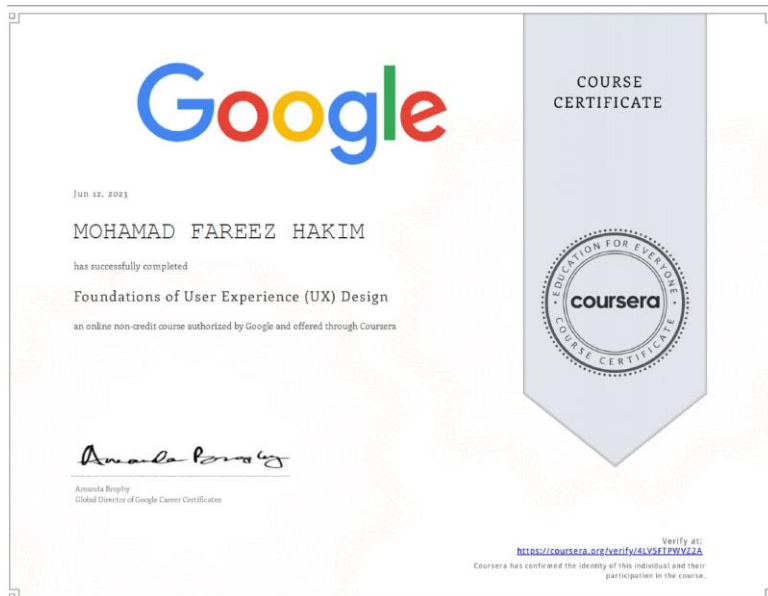 Google
COURSE
CERTIFICATE
Jun 12, 2023
MOHAMAD FAREEZ HAKIM
has successfully completed
Foundations of User Experience (UX) Design
an online non-credit course authorized by Google and offered through Coursera
EDUCATION FOR EVERYONE
coursera
COURSE CERTIFICATE
Amanda Brophy
Amanda Brophy
Global Director of Google Career Certificates
Verify at:
https://coursera.org/verify/4LV5FTPWVZ2A
Coursera has confirmed the identity of this individual and their
participation in the course.